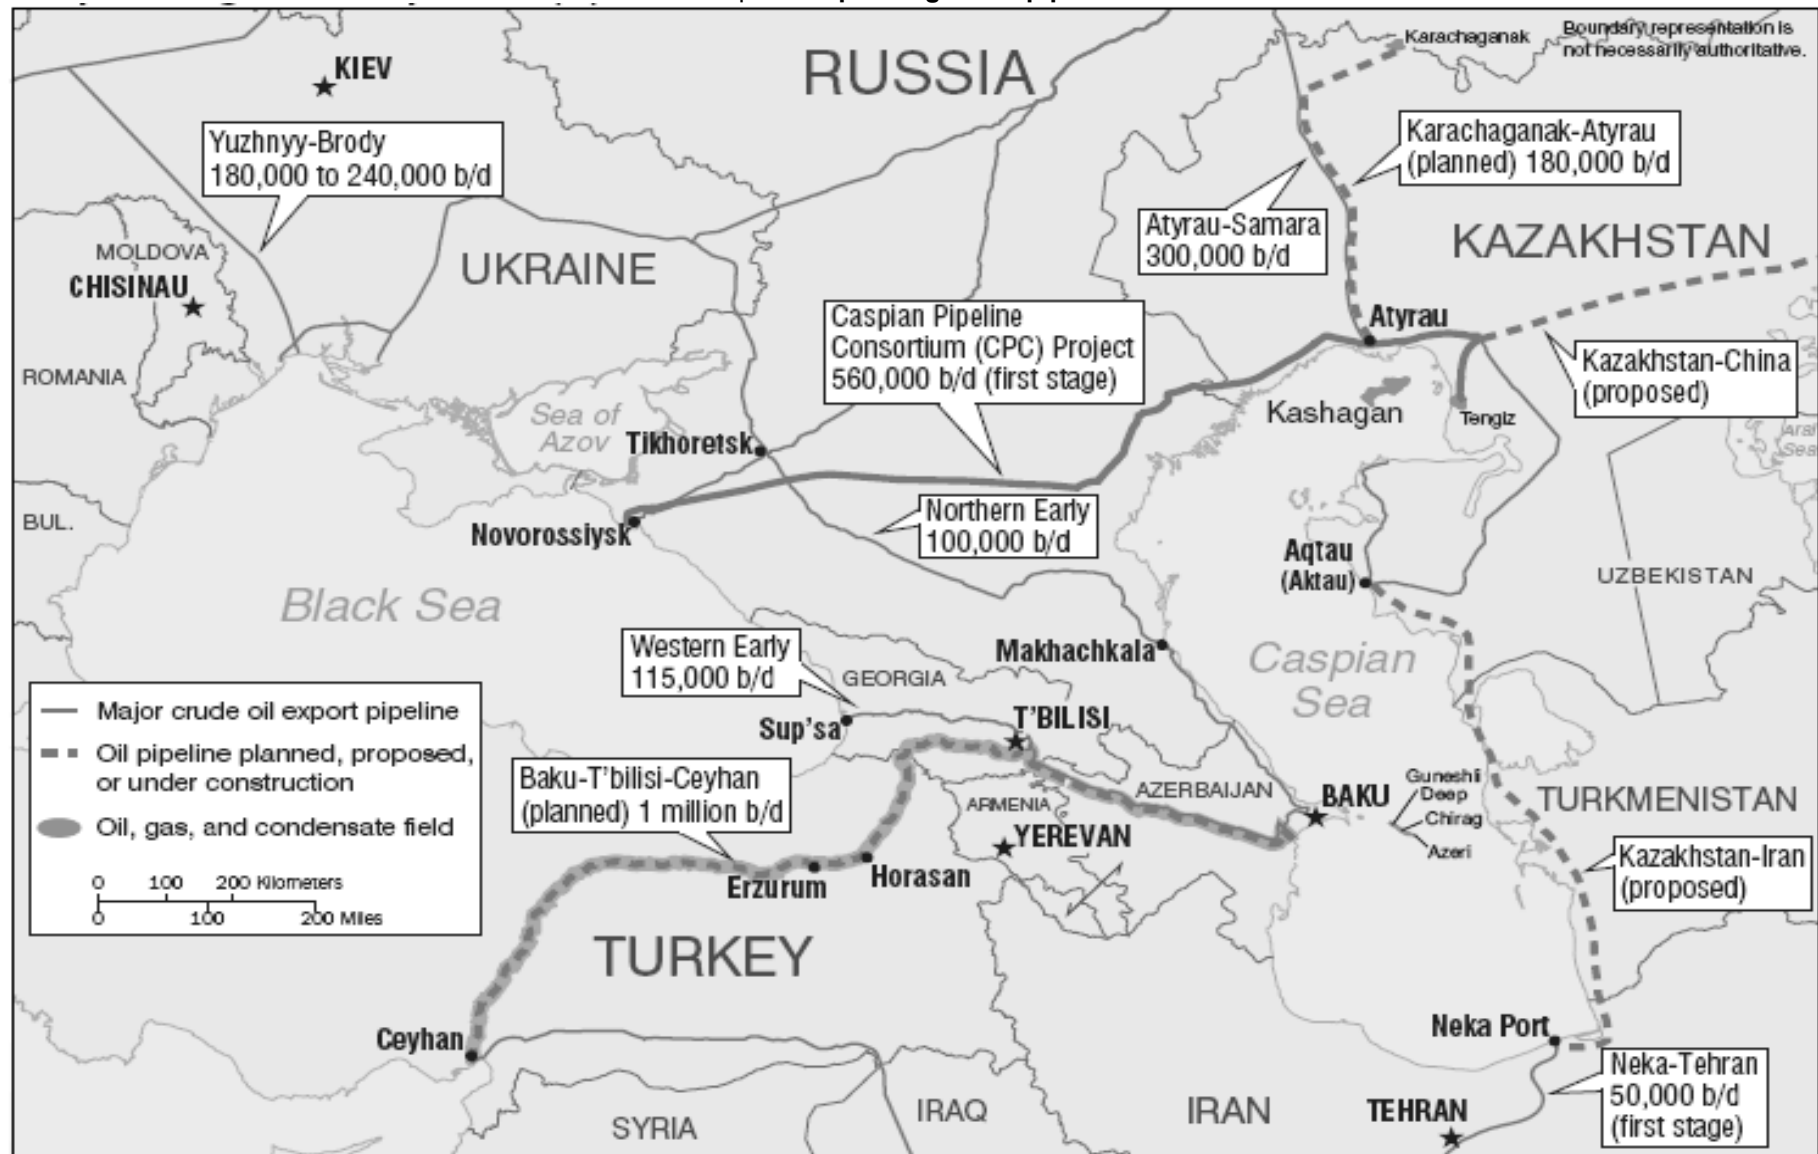 Karachaganak
Boundary representation is
not necessarily authoritative.
RUSSIA
KIEV
Yuzhnyy-Brody
180,000 to 240,000 b/d
Karachaganak-Atyrau
(planned) 180,000 b/d
Atyrau-Samara
300,000 b/d
KAZAKHSTAN
MOLDOVA
CHISINAU
UKRAINE
Caspian Pipeline
Consortium (CPC) Project
560,000 b/d (first stage)
Atyrau
Kazakhstan-China
(proposed)
ROMANIA
Kashagan
Tengiz
Sea of
Azov
Tikhoretsk
Aral
Sea
Northern Early
100,000 b/d
BUL.
Novorossiysk
Aqtau
(Aktau)
UZBEKISTAN
Black Sea
Western Early
115,000 b/d
Makhachkala
Caspian
Sea
GEORGIA
Sup'sa
T'BILISI
Major crude oil export pipeline
Oil pipeline planned, proposed,
or under construction
Oil, gas, and condensate field
0 100 200 Kilometers
0 100 200 Miles
Baku-T'bilisi-Ceyhan
(planned) 1 million b/d
ARMENIA
YEREVAN
AZERBAIJAN
BAKU
Guneshli
Deep
Chirag
Azeri
TURKMENISTAN
Kazakhstan-Iran
(proposed)
Erzurum
Horasan
TURKEY
Ceyhan
Neka Port
Neka-Tehran
50,000 b/d
(first stage)
SYRIA
IRAQ
IRAN
TEHRAN